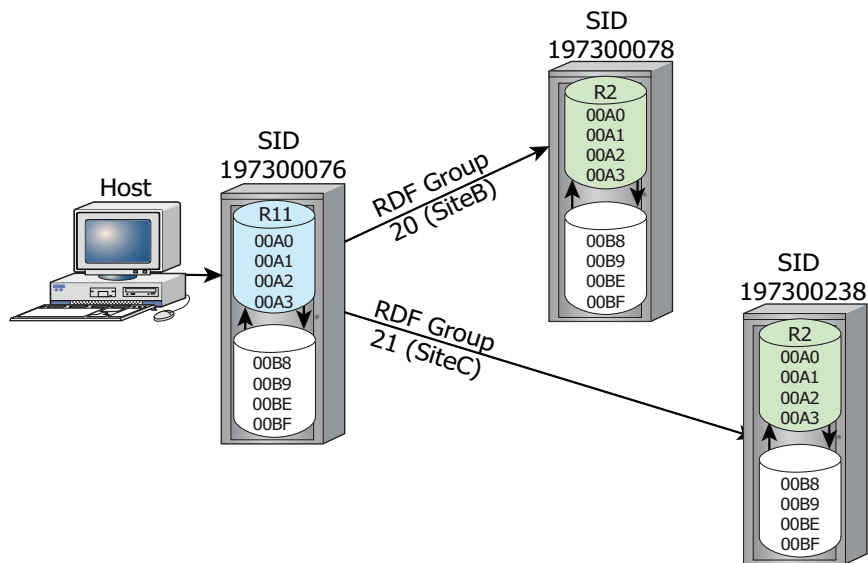 Host
SID
197300076
R11
00A0
00A1
00A2
00A3
00B8
00B9
00BE
00BF
RDF Group
20 (SiteB)
RDF Group
21 (SiteC)
SID
197300078
R2
00A0
00A1
00A2
00A3
00B8
00B9
00BE
00BF
SID
197300238
R2
00A0
00A1
00A2
00A3
00B8
00B9
00BE
00BF